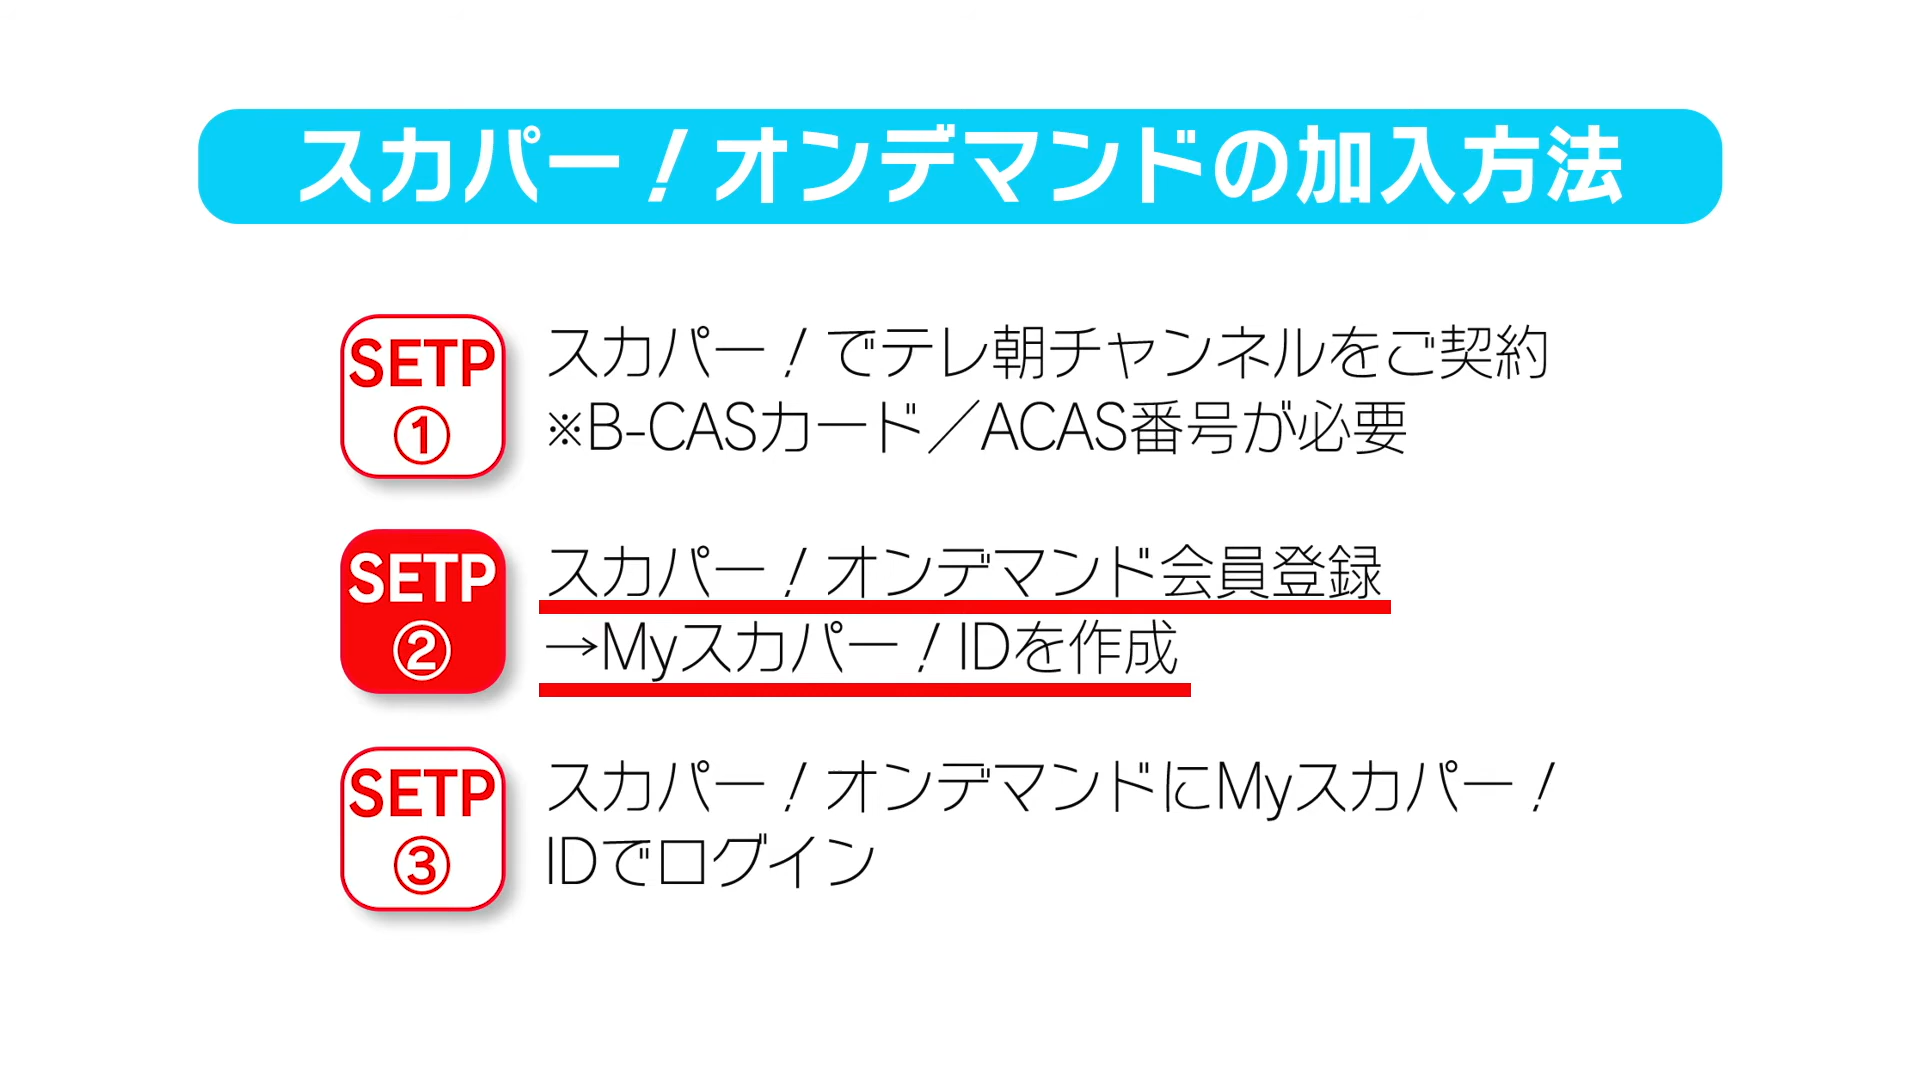 スカパー！オンデマンドの加入方法
SETP
①
スカパー！でテレ朝チャンネルをご契約
※B-CASカード／ACAS番号が必要
SETP
②
スカパー！オンデマンド会員登録
→Myスカパー！IDを作成
SETP
③
スカパー！オンデマンドにMyスカパー！
IDでログイン